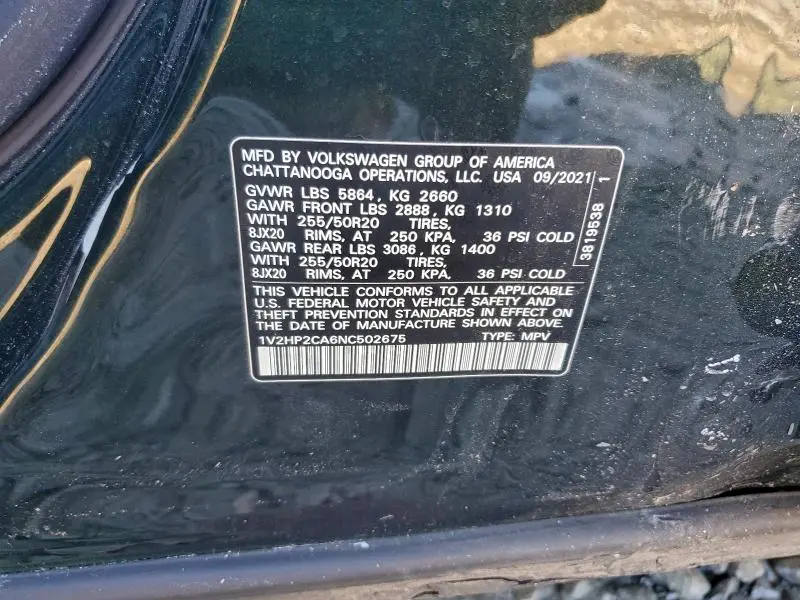 MFD BY VOLKSWAGEN GROUP OF AMERICA
CHATTANOOGA OPERATIONS, LLC. USA 09/2021
GVWR LBS 5864, KG 2660
GAWR FRONT LBS 2888, KG 1310
WITH 255/50R20 TIRES,
8JX20 RIMS, AT 250 KPA, 36 PSI COLD
GAWR REAR LBS 3086, KG 1400
WITH 255/50R20 TIRES,
8JX20 RIMS, AT 250 KPA, 36 PSI COLD
THIS VEHICLE CONFORMS TO ALL APPLICABLE
U.S. FEDERAL MOTOR VEHICLE SAFETY AND
THEFT PREVENTION STANDARDS IN EFFECT ON
THE DATE OF MANUFACTURE SHOWN ABOVE.
1V2HP2CA6NC502675 TYPE: MPV
3819538 1